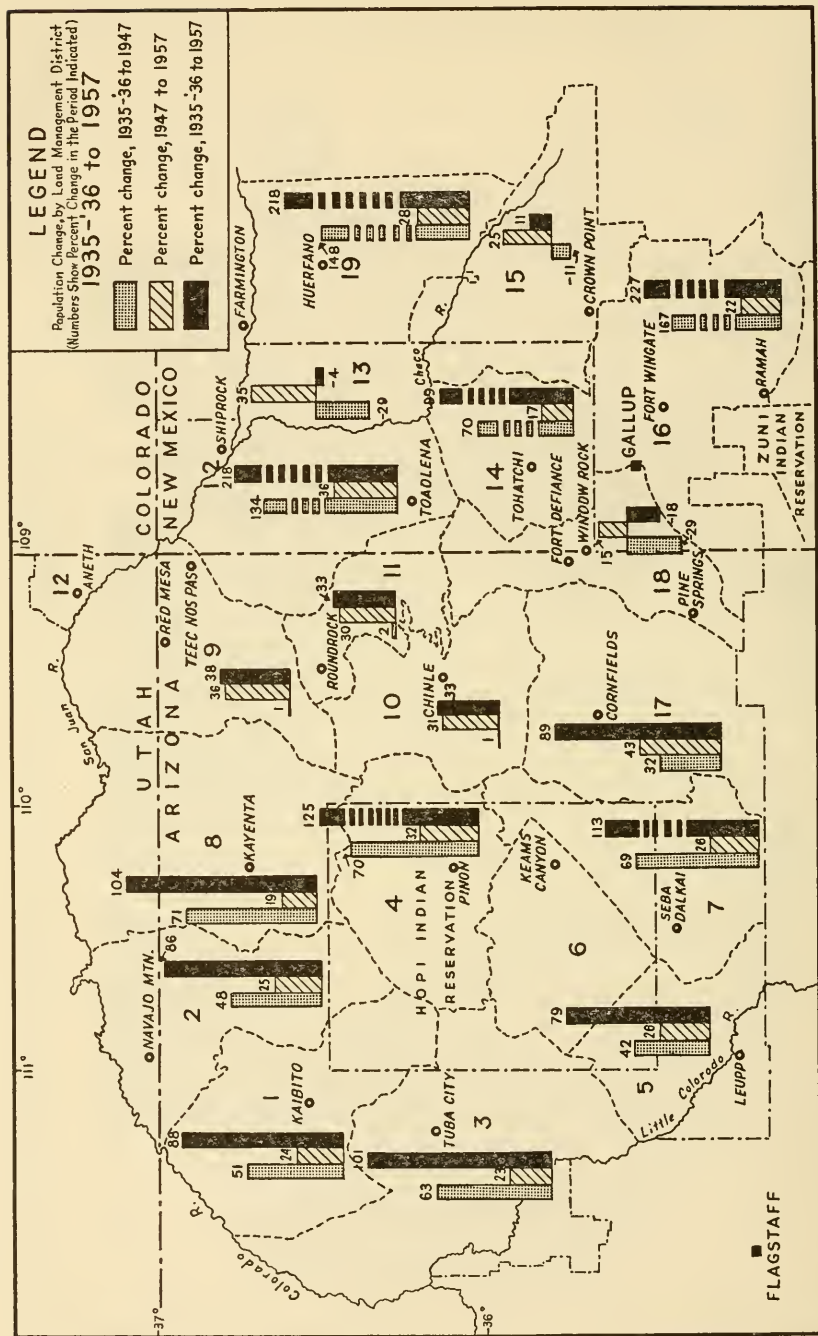 LEGEND
Population Change, by Land Management District
(Numbers Show Percent Change in the Period Indicated)
1935-'36 to 1957
Percent change, 1935-'36 to 1947
Percent change, 1947 to 1957
Percent change, 1935-'36 to 1957
111°
110°
109°
37°
36°
UTAH
ARIZONA
COLORADO
NEW MEXICO
San Juan R.
Colorado R.
Little Colorado R.
Chaco R.
NAVAJO MTN.
1
KAIBITO
51
24
88
2
48
25
86
8
KAYENTA
71
19
104
12
ANETH
RED MESA
TEEC NOS PAS
9
1
36
38
12
SHIPROCK
134
36
218
TOADLENA
FARMINGTON
13
-29
35
-4
HUERFANO
19
148
28
218
3
TUBA CITY
63
23
101
HOPI INDIAN
RESERVATION
4
PINON
70
32
125
ROUNDROCK
11
2
30
33
10
CHINLE
1
31
33
14
TOHATCHI
70
17
99
15
-11
25
11
CROWN POINT
5
42
26
79
LEUPP
6
KEAMS
CANYON
SEBA
DALKAI
7
69
26
113
CORNFIELDS
17
32
43
89
FORT DEFIANCE
WINDOW ROCK
18
PINE
SPRINGS
-29
15
-18
GALLUP
16
FORT WINGATE
167
22
227
RAMAH
ZUNI
INDIAN
RESERVATION
FLAGSTAFF